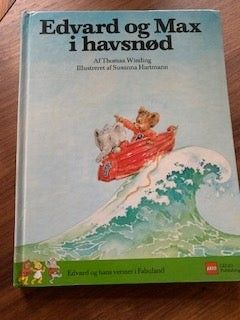 Edvard og Max
i havsnød
Af Thomas Winding
Illustreret af Susanna Hartmann
Edvard og hans venner i Fabuland
LEGO